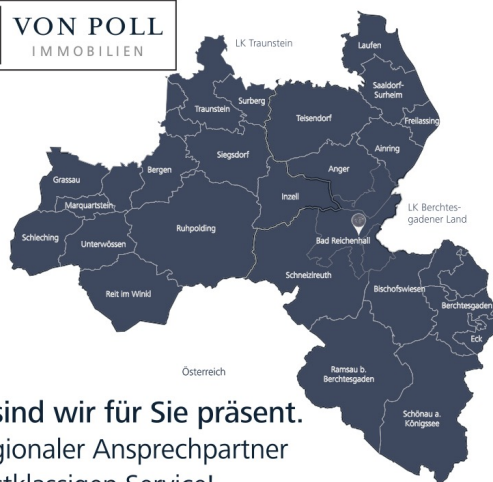 VON POLL
IMMOBILIEN
LK Traunstein
Laufen
Saaldorf-
Surheim
Surberg
Traunstein
Teisendorf
Freilassing
Ainring
Siegsdorf
Anger
Bergen
Grassau
Inzell
Marquartstein
LK Berchtes-
gadener Land
Ruhpolding
Schleching
Unterwössen
Bad Reichenhall
Schneizlreuth
Bischofswiesen
Reit im Winkl
Berchtesgaden
Eck
Österreich
Ramsau b.
Berchtesgaden
Schönau a.
Königssee
sind wir für Sie präsent.
gionaler Ansprechpartner
stklassigen Service!